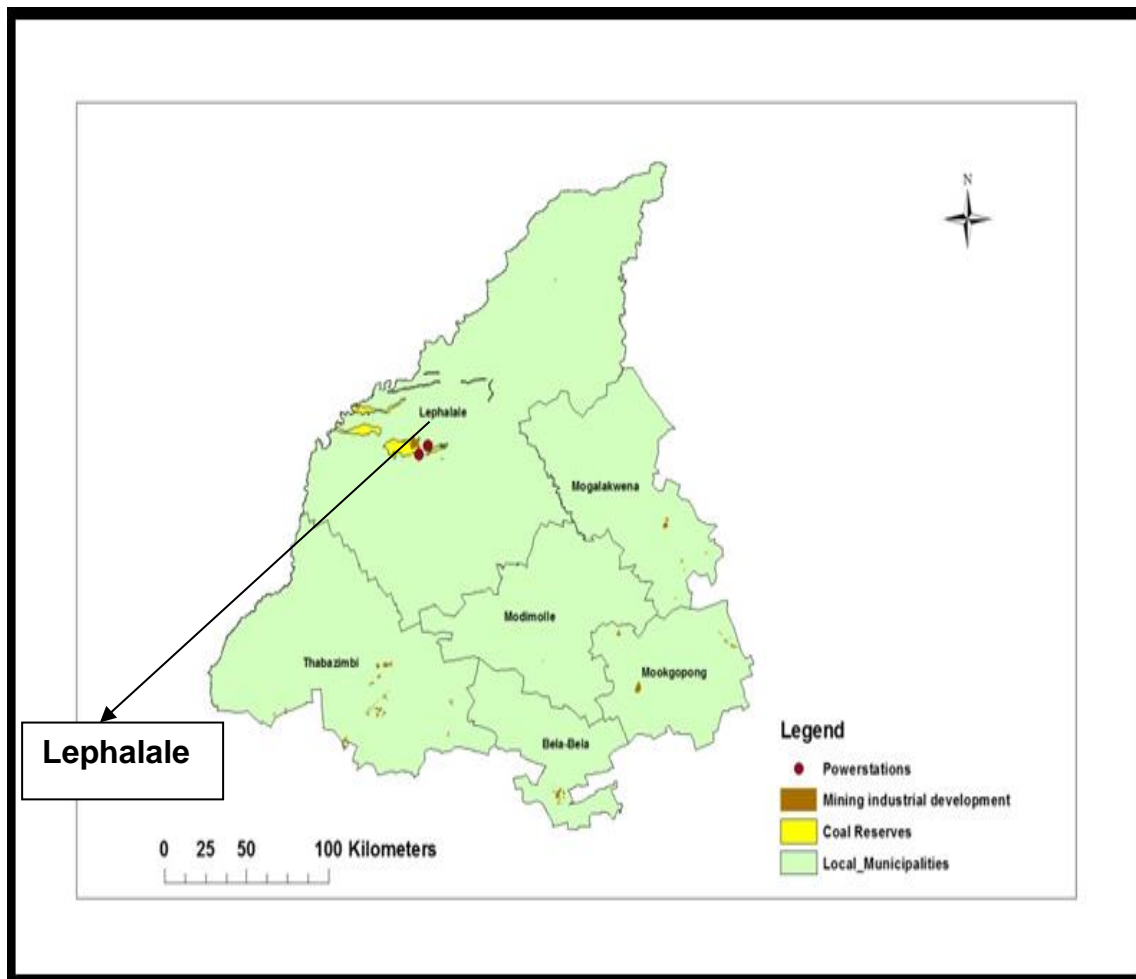 N
Lephalale
Mogalakwena
Modimolle
Thabazimbi
Mookgopong
Bela-Bela
Lephalale
Legend
Powerstations
Mining industrial development
Coal Reserves
Local_Municipalities
0 25 50 100 Kilometers